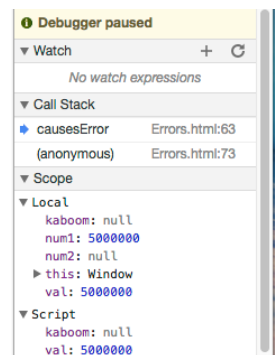 Debugger paused
Watch
No watch expressions
Call Stack
causesError Errors.html:63
(anonymous) Errors.html:73
Scope
Local
kaboom: null
num1: 5000000
num2: null
this: Window
val: 5000000
Script
kaboom: null
val: 5000000